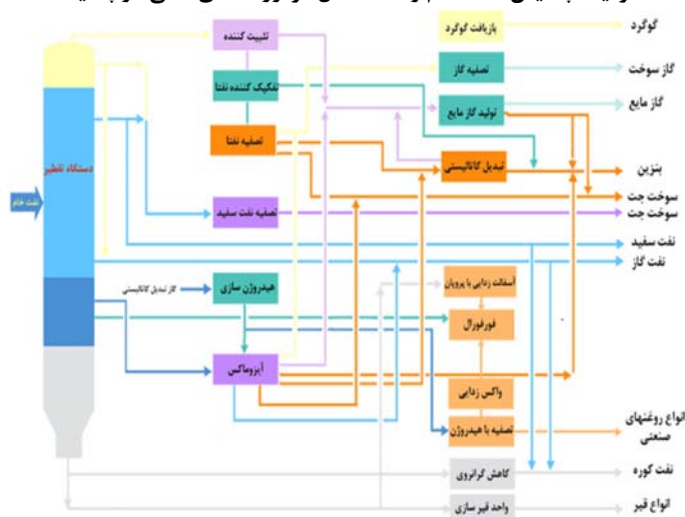 گوگرد
بازیافت گوگرد
تثبیت کننده
گاز سوخت
تصفیه گاز
تفکیک کننده نفتا
گاز مایع
تولید گاز مایع
تصفیه نفتا
بنزین
تبدیل کاتالیستی
دستگاه تقطیر
سوخت جت
نفت خام
سوخت جت
تصفیه نفت سفید
نفت سفید
نفت گاز
آسفالت زدایی با پروپان
هیدروژن سازی
گاز تبدیل کاتالیستی
فورفورال
آیزوماکس
واکس زدایی
انواع روغنهای
صنعتی
تصفیه با هیدروژن
نفت کوره
کاهش گرانروی
انواع قیر
واحد قیر سازی